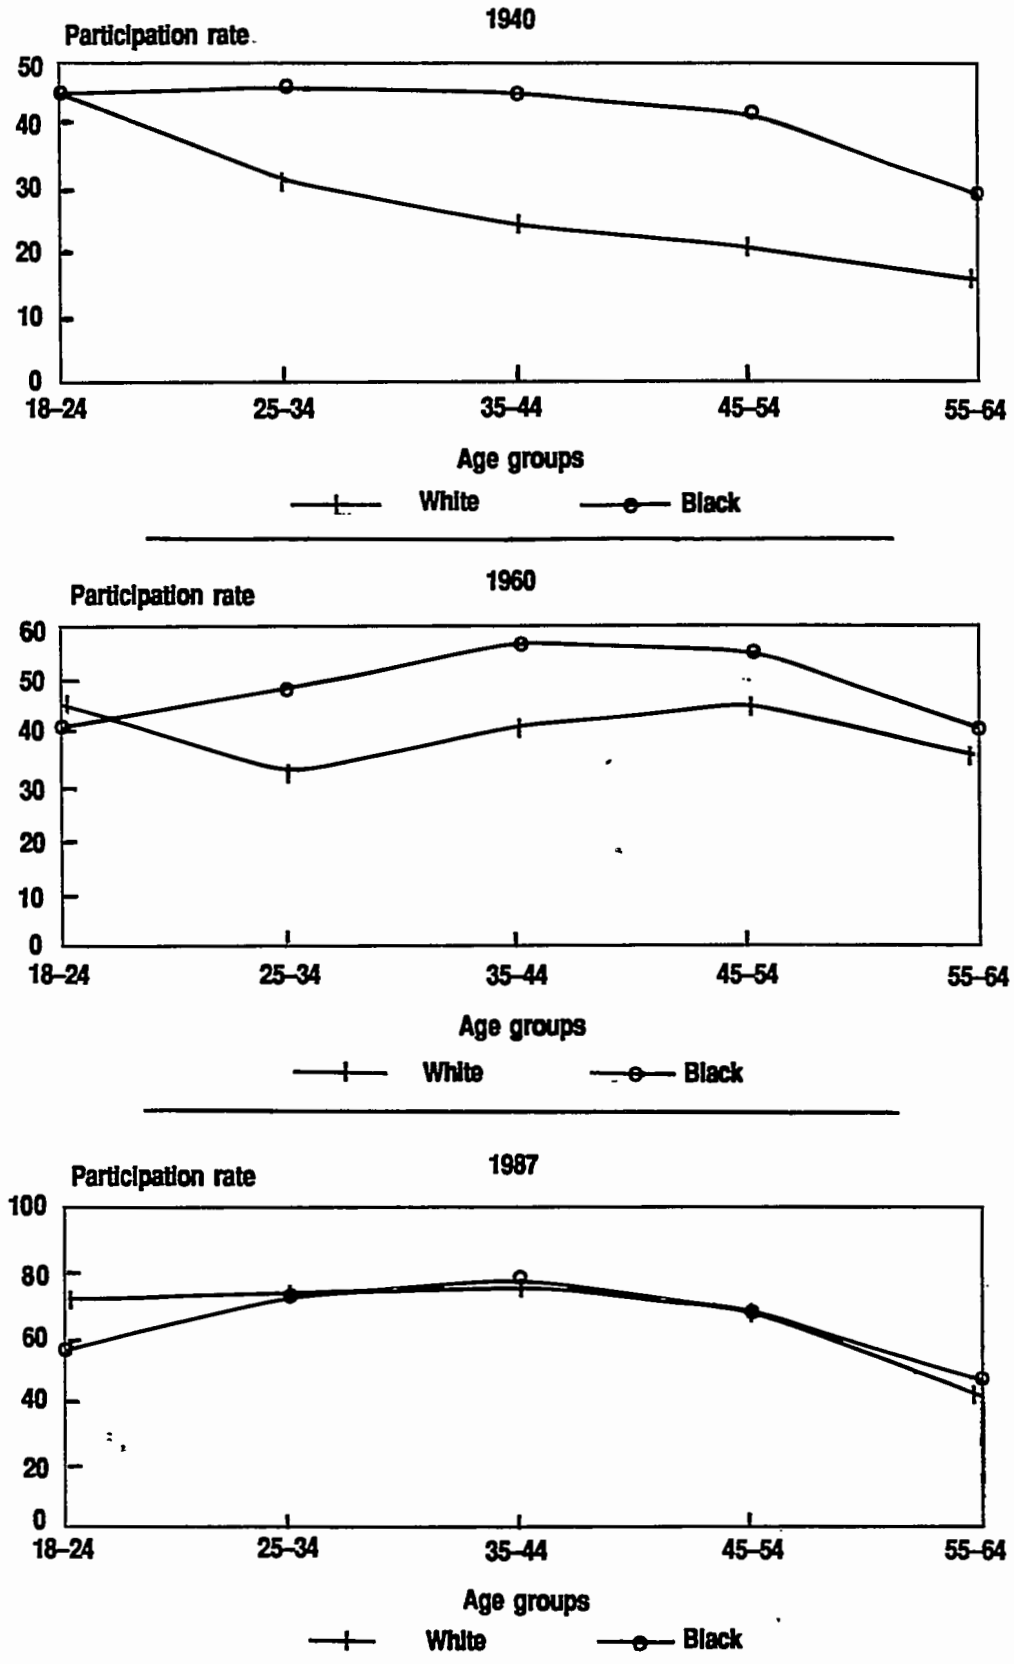 1940
Participation rate
50
40
30
20
10
0
18–24 25–34 35–44 45–54 55–64
Age groups
White Black
1960
Participation rate
60
50
40
30
20
10
0
18–24 25–34 35–44 45–54 55–64
Age groups
White Black
1987
Participation rate
100
80
60
40
20
0
18–24 25–34 35–44 45–54 55–64
Age groups
White Black